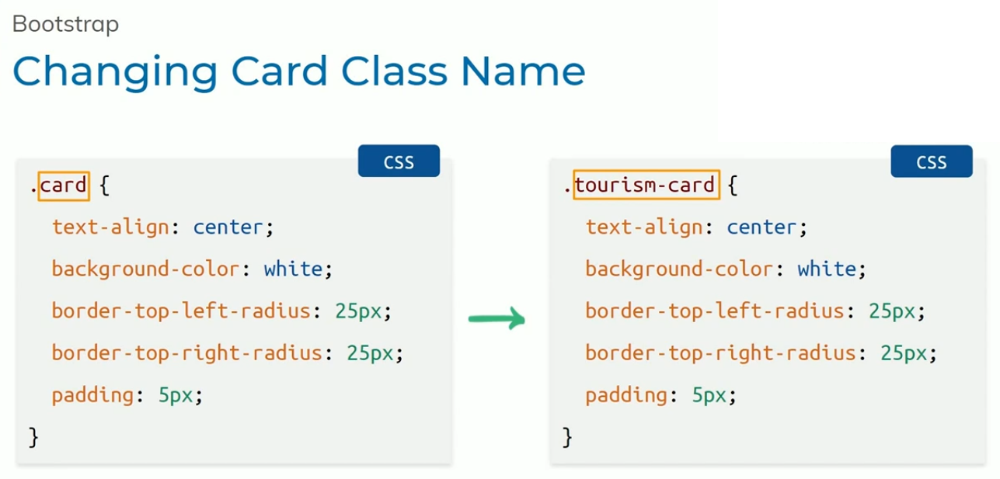 Bootstrap
Changing Card Class Name
CSS
.card {
text-align: center;
background-color: white;
border-top-left-radius: 25px;
border-top-right-radius: 25px;
padding: 5px;
}
CSS
.tourism-card {
text-align: center;
background-color: white;
border-top-left-radius: 25px;
border-top-right-radius: 25px;
padding: 5px;
}